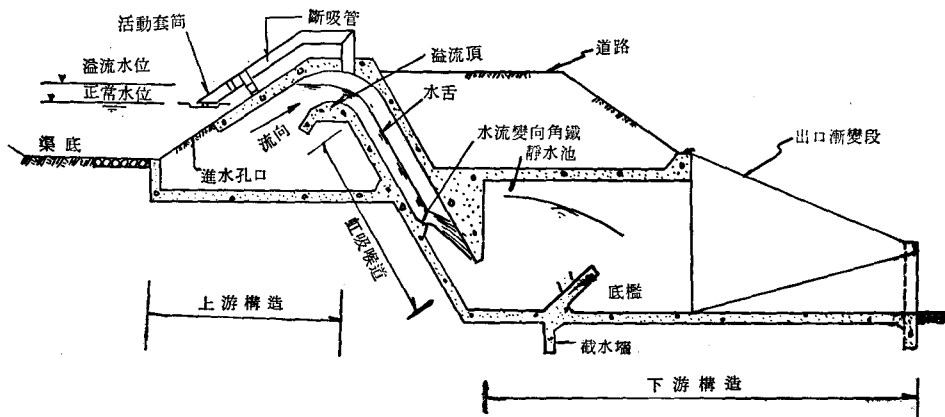 斷吸管
活動套筒
溢流頂
道路
溢流水位
正常水位
水舌
水流變向角鐵
靜水池
出口漸變段
渠底
流向
進水孔口
虹吸喉道
底檻
上游構造
截水墻
下游構造